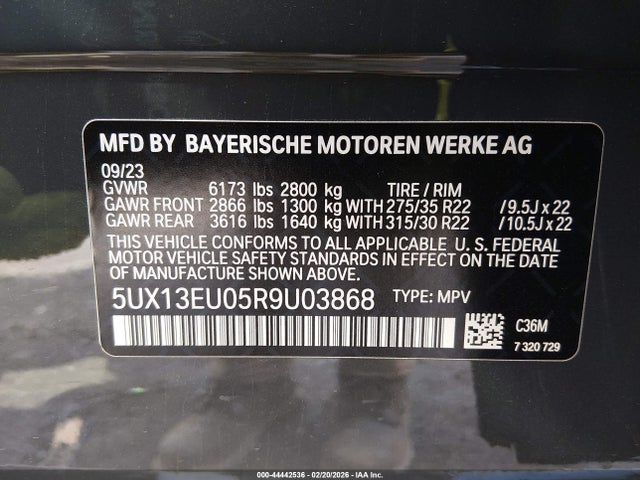 MFD BY BAYERISCHE MOTOREN WERKE AG
09/23
GVWR 6173 lbs 2800 kg TIRE / RIM
GAWR FRONT 2866 lbs 1300 kg WITH 275/35 R22 /9.5J x 22
GAWR REAR 3616 lbs 1640 kg WITH 315/30 R22 /10.5J x 22
THIS VEHICLE CONFORMS TO ALL APPLICABLE U. S. FEDERAL
MOTOR VEHICLE SAFETY STANDARDS IN EFFECT ON THE DATE
OF MANUFACTURE SHOWN ABOVE.
5UX13EU05R9U03868 TYPE: MPV
C36M
7 320 729
000-44442536 - 02/20/2026 - IAA Inc.